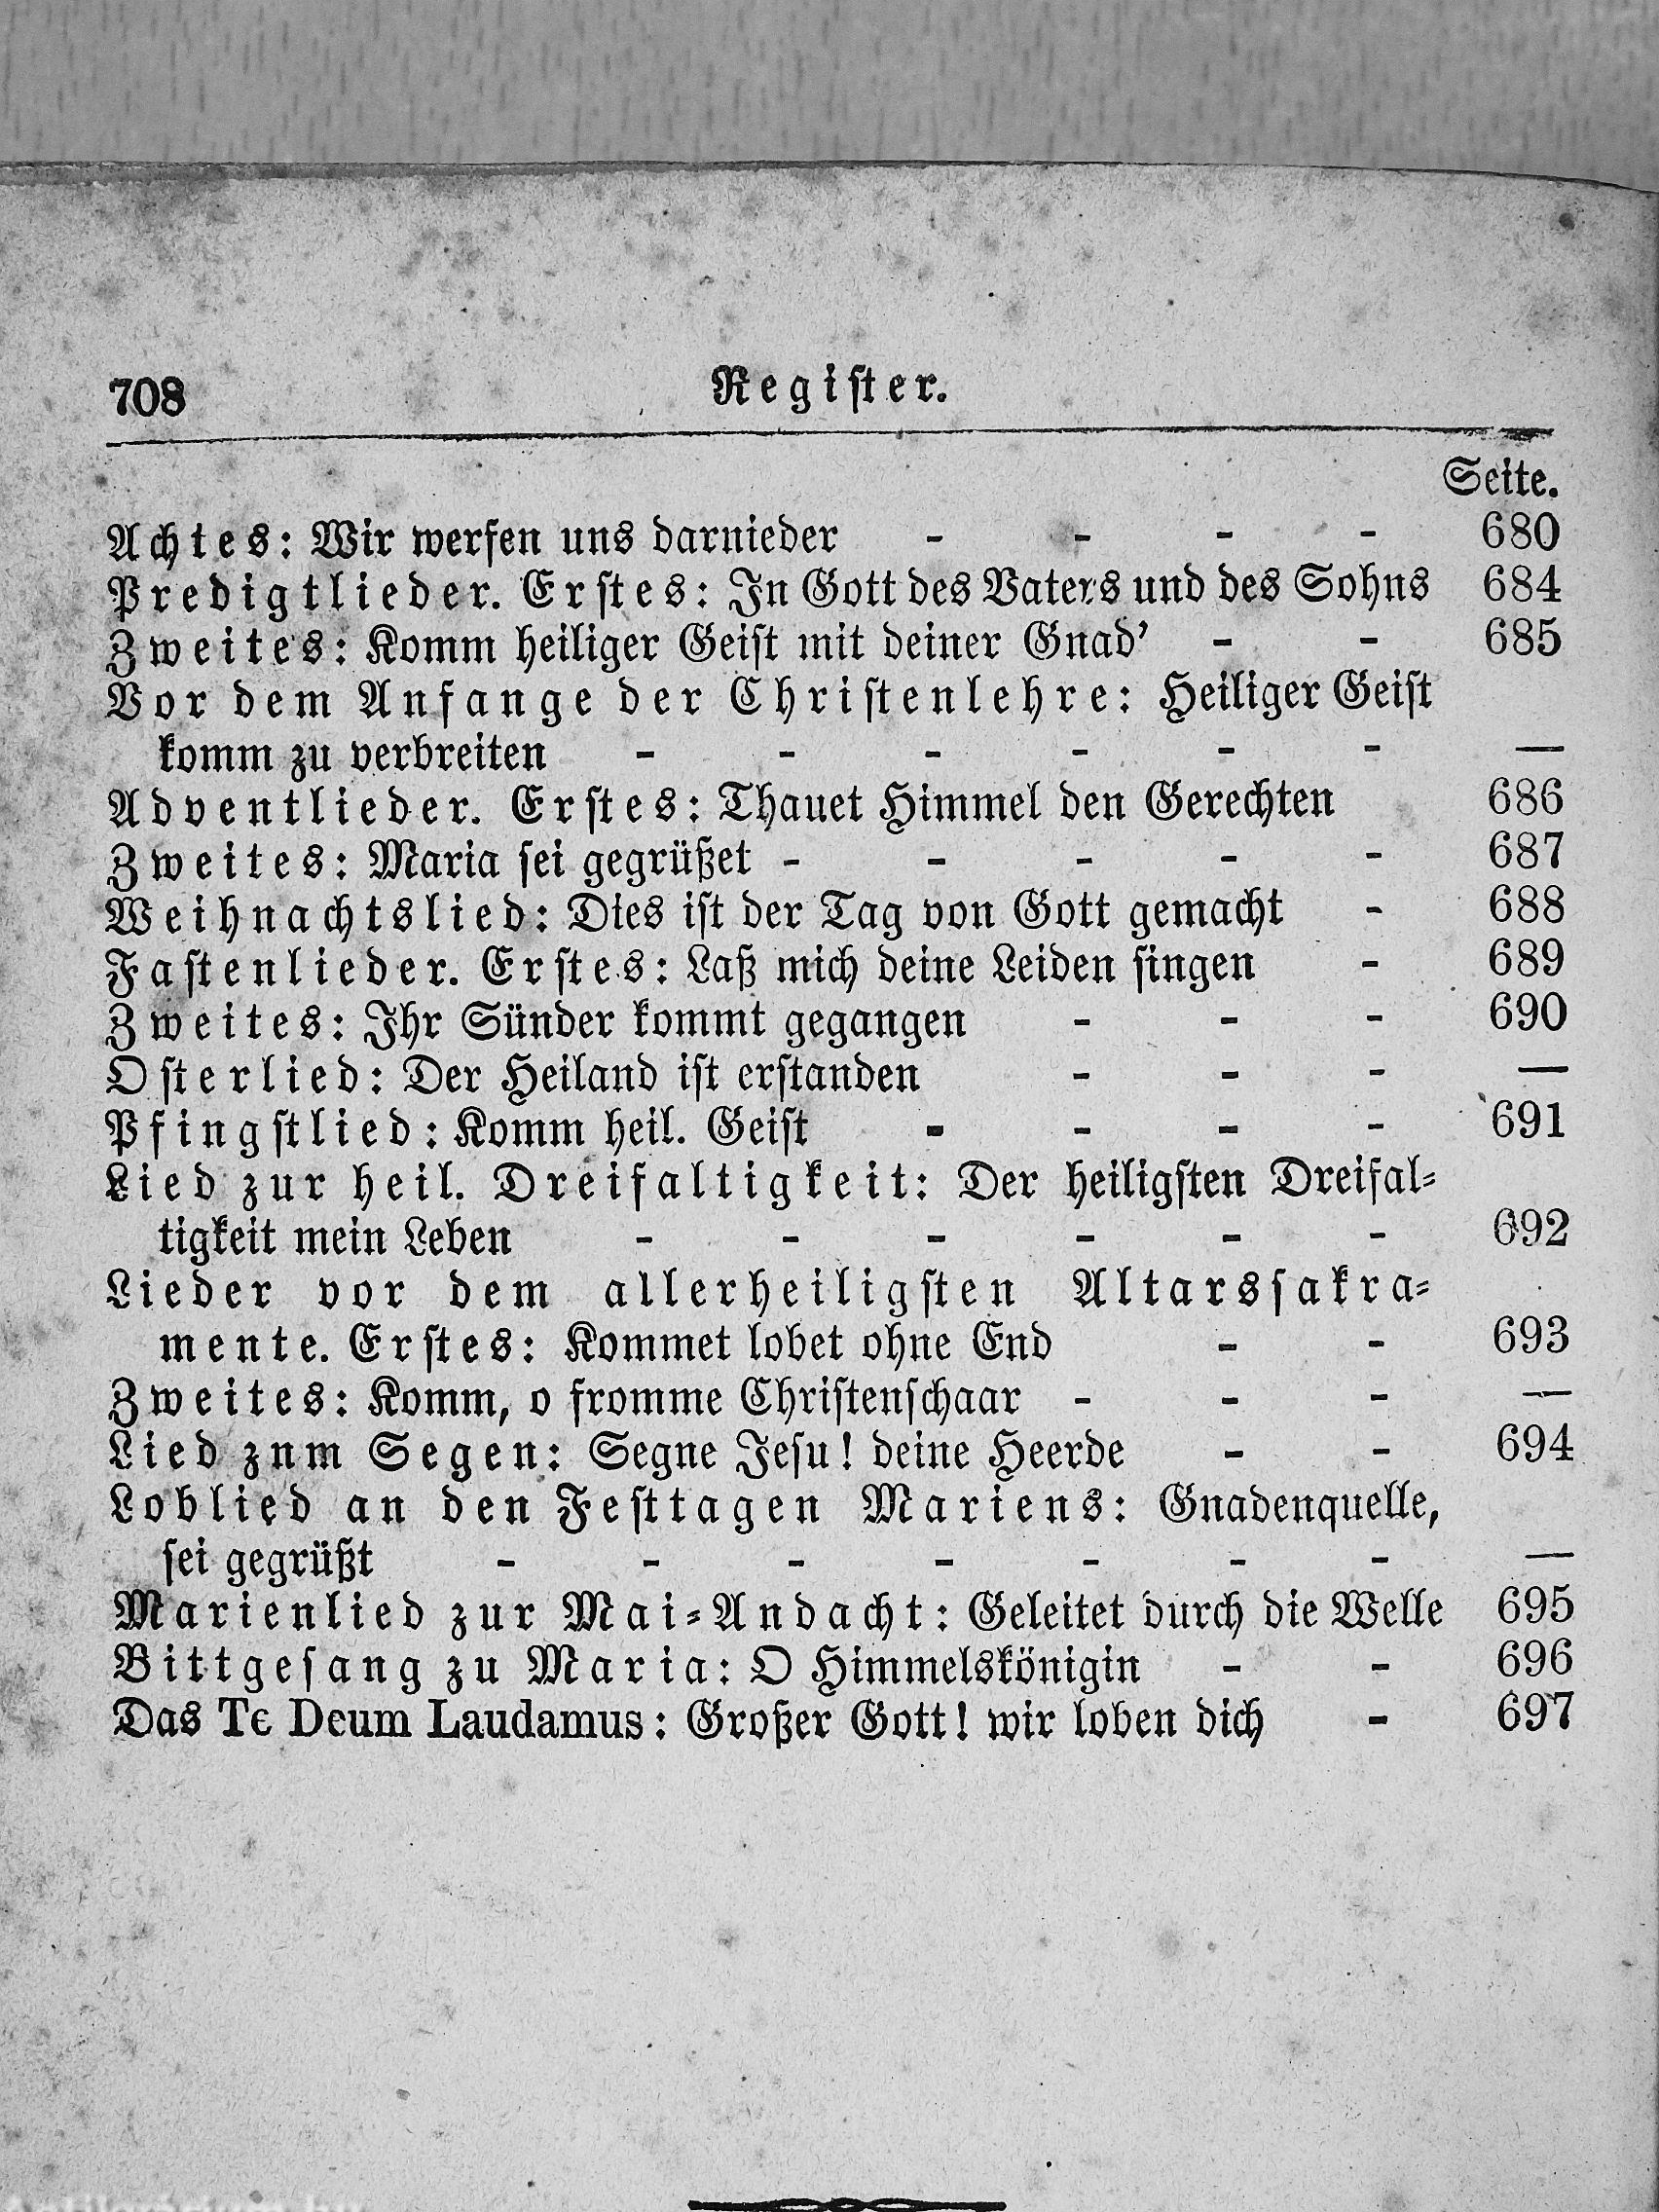 708 Register.
Seite.
Achtes: Wir werfen uns darnieder - - - - 680
Predigtlieder. Erstes: In Gott des Vaters und des Sohns 684
Zweites: Komm heiliger Geist mit deiner Gnad' - - 685
Vor dem Anfange der Christenlehre: Heiliger Geist
komm zu verbreiten - - - - - - —
Adventlieder. Erstes: Thauet Himmel den Gerechten 686
Zweites: Maria sei gegrüßet - - - - - 687
Weihnachtslied: Dies ist der Tag von Gott gemacht - 688
Fastenlieder. Erstes: Laß mich deine Leiden singen - 689
Zweites: Ihr Sünder kommt gegangen - - - 690
Osterlied: Der Heiland ist erstanden - - - —
Pfingstlied: Komm heil. Geist - - - - 691
Lied zur heil. Dreifaltigkeit: Der heiligsten Dreifal-
tigkeit mein Leben - - - - - - 692
Lieder vor dem allerheiligsten Altarssakra-
mente. Erstes: Kommet lobet ohne End - - 693
Zweites: Komm, o fromme Christenschaar - - - —
Lied znm Segen: Segne Jesu! deine Heerde - - 694
Loblied an den Festtagen Mariens: Gnadenquelle,
sei gegrüßt - - - - - - - —
Marienlied zur Mai-Andacht: Geleitet durch die Welle 695
Bittgesang zu Maria: O Himmelskönigin - - 696
Das Te Deum Laudamus: Großer Gott! wir loben dich - 697